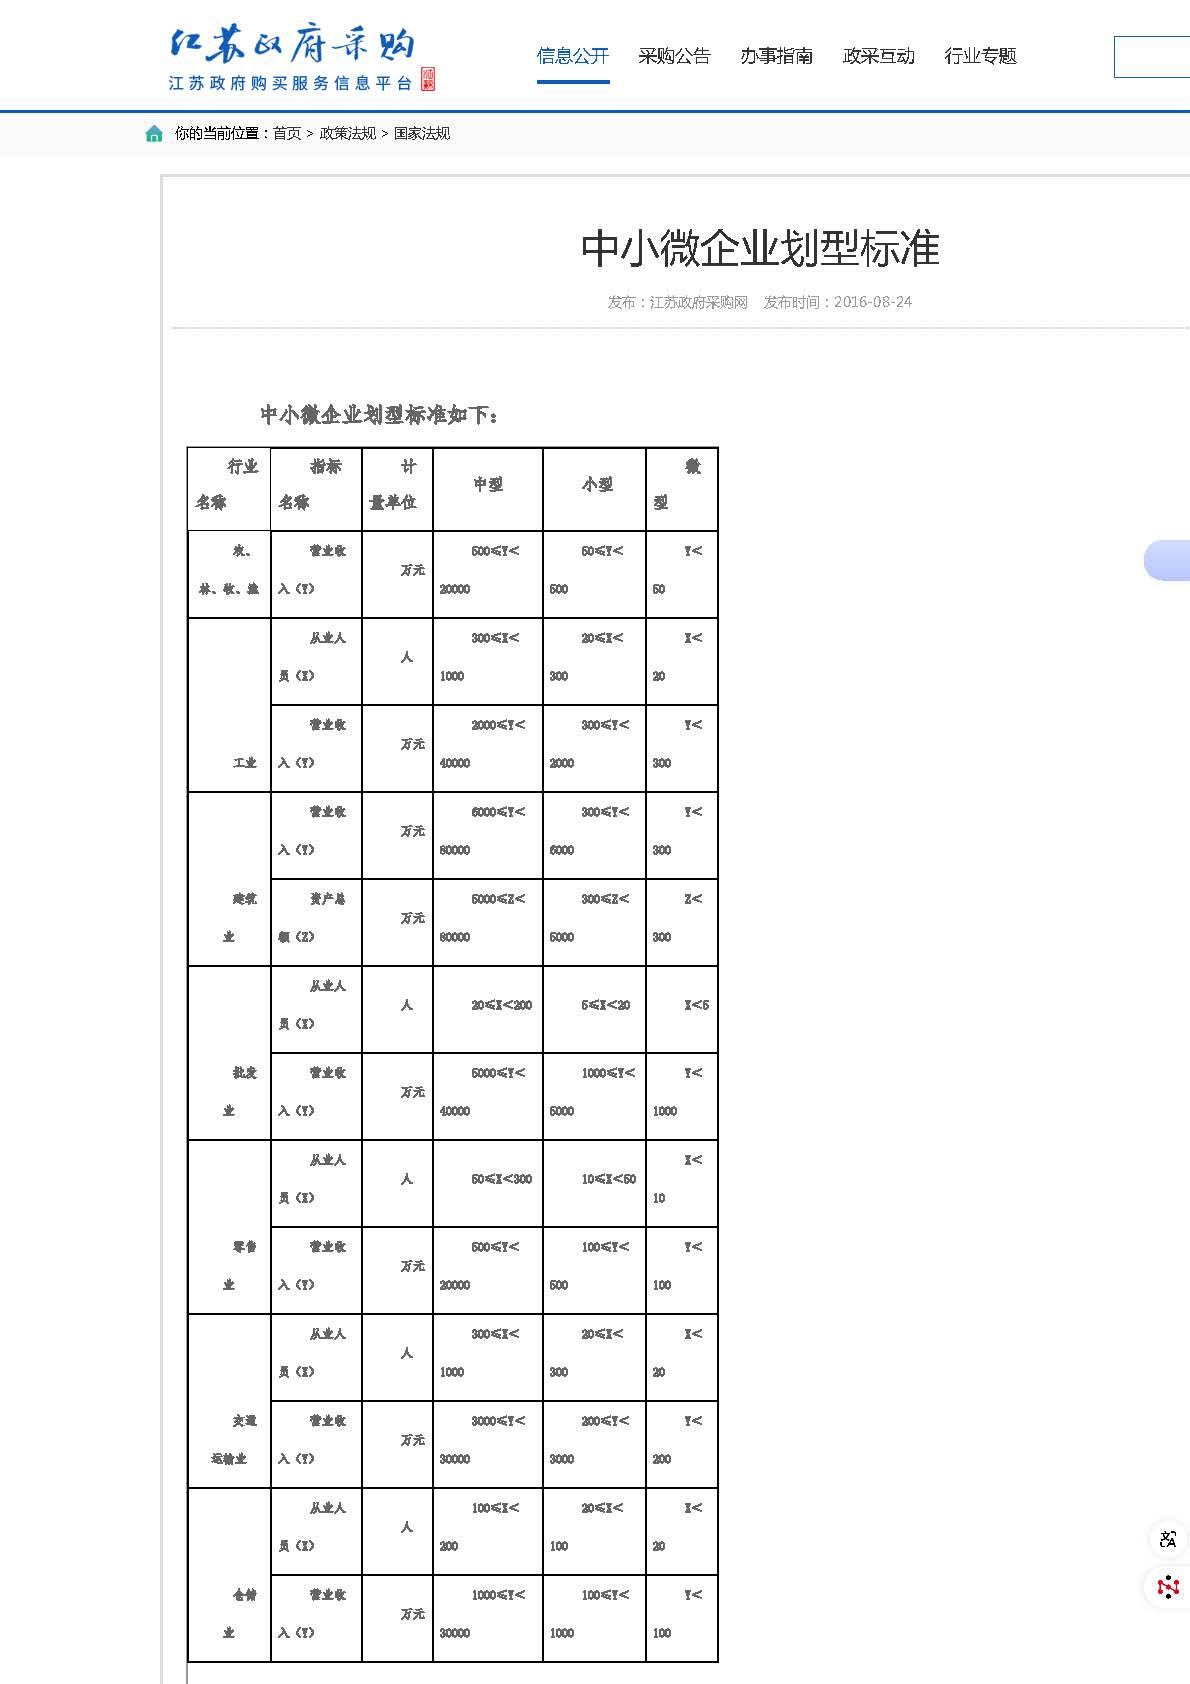 江苏政府采购
江苏政府购买服务信息平台
信息公开 采购公告 办事指南 政采互动 行业专题
你的当前位置：首页 > 政策法规 > 国家法规
中小微企业划型标准
发布：江苏政府采购网 发布时间：2016-08-24
中小微企业划型标准如下：
行业 指标 计 中型 小型 微
名称 名称 量单位 型
农、 营业收 万元 500≤Y< 50≤Y< Y<
林、牧、渔 入（Y） 20000 500 50
从业人 人 300≤X< 20≤X< X<
员（X） 1000 300 20
营业收 万元 2000≤Y< 300≤Y< Y<
工业 入（Y） 40000 2000 300
营业收 万元 6000≤Y< 300≤Y< Y<
入（Y） 80000 6000 300
建筑 资产总 万元 5000≤Z< 300≤Z< Z<
业 额（Z） 80000 5000 300
从业人 人 20≤X<200 5≤X<20 X<5
员（X）
批发 营业收 万元 5000≤Y< 1000≤Y< Y<
业 入（Y） 40000 5000 1000
从业人 人 50≤X<300 10≤X<50 X<
员（X） 10
零售 营业收 万元 500≤Y< 100≤Y< Y<
业 入（Y） 20000 500 100
从业人 人 300≤X< 20≤X< X<
员（X） 1000 300 20
交通 营业收 万元 3000≤Y< 200≤Y< Y<
运输业 入（Y） 30000 3000 200
从业人 人 100≤X< 20≤X< X<
员（X） 200 100 20
仓储 营业收 万元 1000≤Y< 100≤Y< Y<
业 入（Y） 30000 1000 100